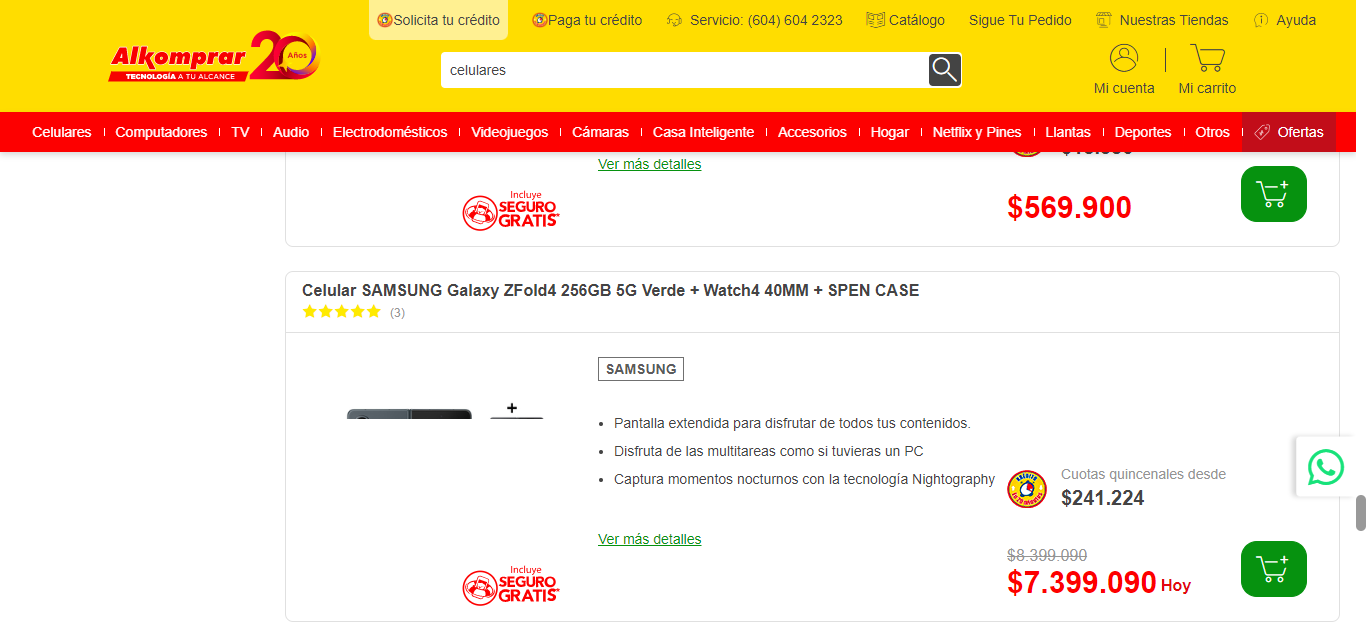 Solicita tu crédito
Paga tu crédito
Servicio: (604) 604 2323
Catálogo
Sigue Tu Pedido
Nuestras Tiendas
Ayuda
Alkomprar 20 Años
TECNOLOGÍA A TU ALCANCE
celulares
Mi cuenta
Mi carrito
Celulares
Computadores
TV
Audio
Electrodomésticos
Videojuegos
Cámaras
Casa Inteligente
Accesorios
Hogar
Netflix y Pines
Llantas
Deportes
Otros
Ofertas
Ver más detalles
Incluye
SEGURO
GRATIS*
$569.900
Celular SAMSUNG Galaxy ZFold4 256GB 5G Verde + Watch4 40MM + SPEN CASE
(3)
SAMSUNG
+
• Pantalla extendida para disfrutar de todos tus contenidos.
• Disfruta de las multitareas como si tuvieras un PC
• Captura momentos nocturnos con la tecnología Nightography
Cuotas quincenales desde
$241.224
Ver más detalles
$8.399.090
$7.399.090 Hoy
Incluye
SEGURO
GRATIS*